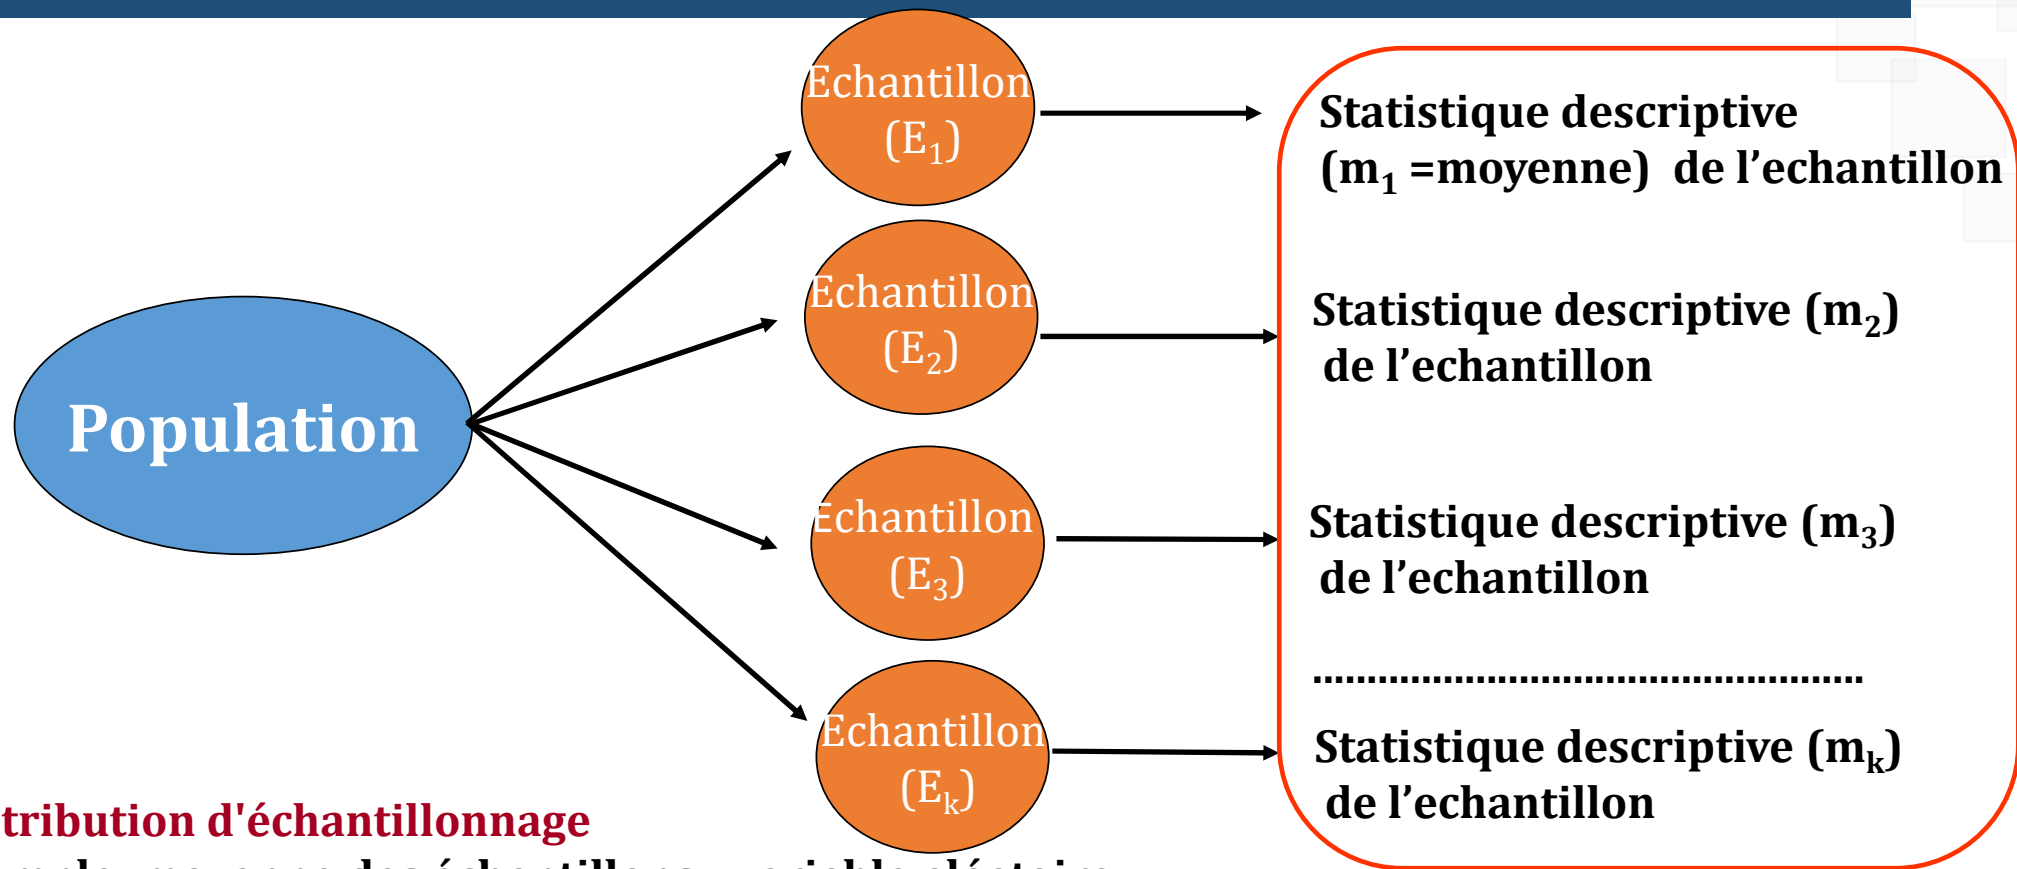 Echantillon
(E₁)
Statistique descriptive
(m₁ =moyenne) de l’echantillon
Echantillon
(E₂)
Statistique descriptive (m₂)
de l’echantillon
Population
Echantillon
(E₃)
Statistique descriptive (m₃)
de l’echantillon
....................................................
Echantillon
(Eₖ)
Statistique descriptive (mₖ)
de l’echantillon
tribution d'échantillonnage